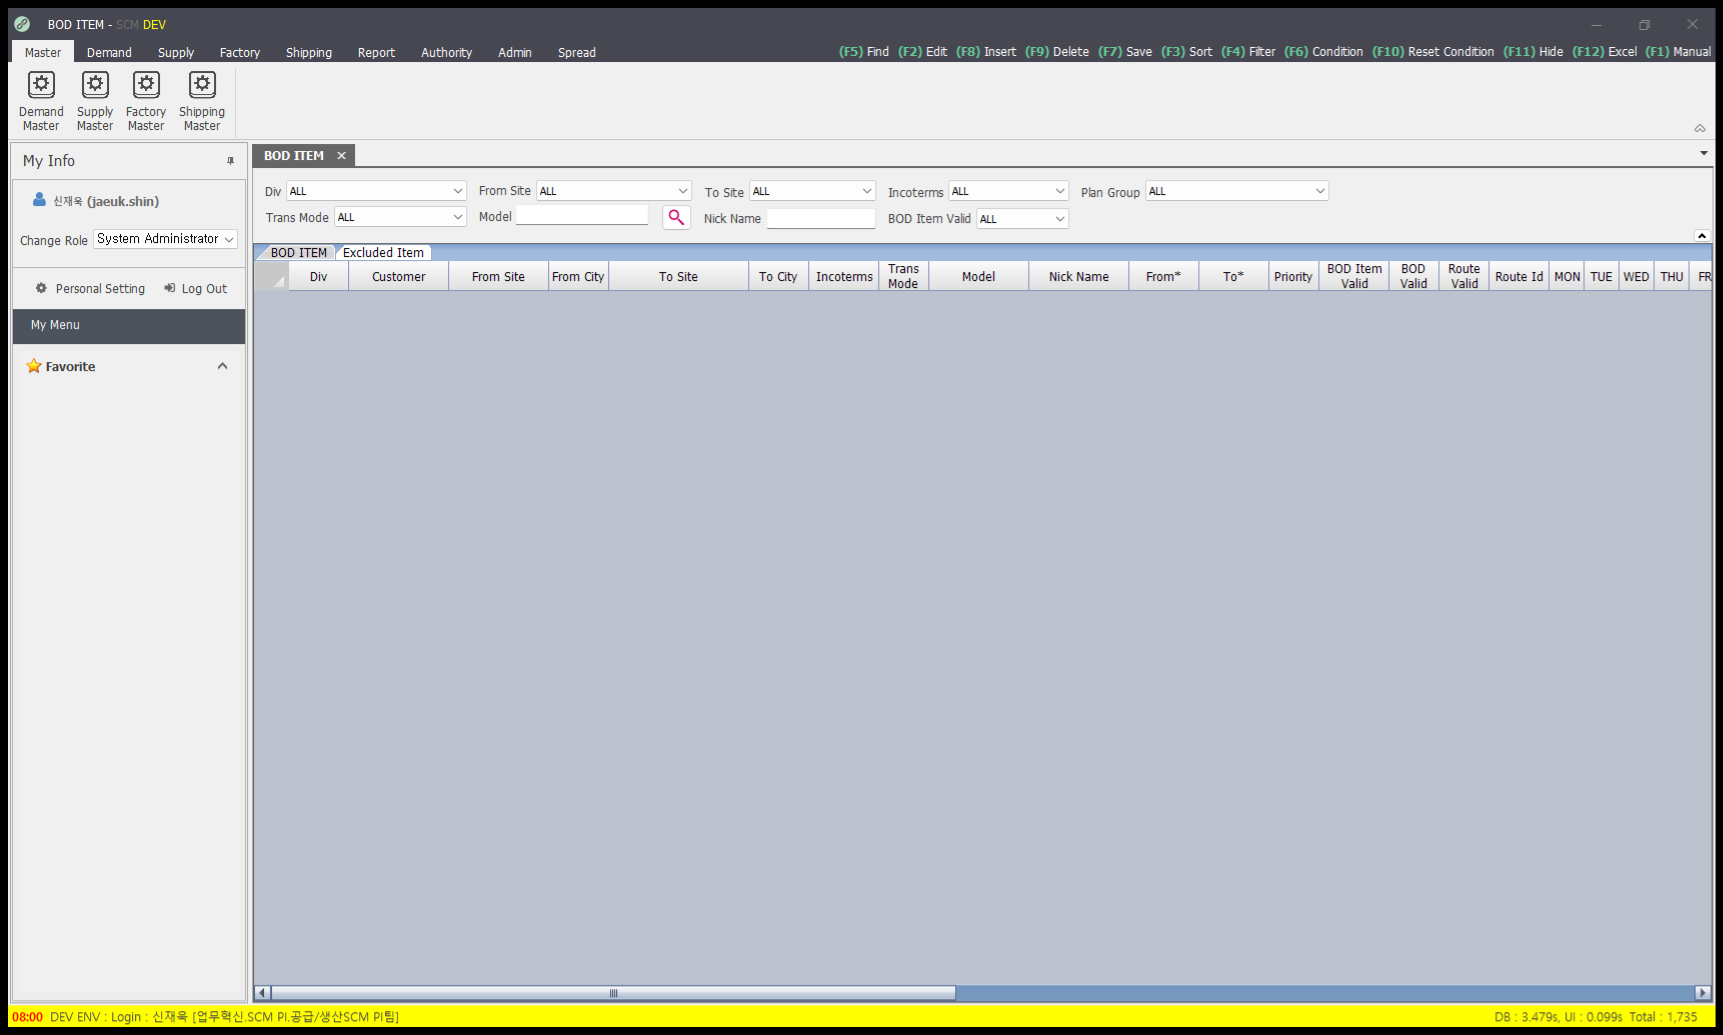 BOD ITEM - SCM DEV
Master Demand Supply Factory Shipping Report Authority Admin Spread
(F5) Find (F2) Edit (F8) Insert (F9) Delete (F7) Save (F3) Sort (F4) Filter (F6) Condition (F10) Reset Condition (F11) Hide (F12) Excel (F1) Manual
Demand Master
Supply Master
Factory Master
Shipping Master
My Info
신재욱 (jaeuk.shin)
Change Role System Administrator
Personal Setting Log Out
My Menu
Favorite
BOD ITEM
Div ALL From Site ALL To Site ALL Incoterms ALL Plan Group ALL
Trans Mode ALL Model Nick Name BOD Item Valid ALL
BOD ITEM Excluded Item
Div Customer From Site From City To Site To City Incoterms Trans Mode Model Nick Name From* To* Priority BOD Item Valid BOD Valid Route Valid Route Id MON TUE WED THU FR
08:00 DEV ENV : Login : 신재욱 [업무혁신.SCM PI.공급/생산SCM PI팀]
DB : 3.479s, UI : 0.099s Total : 1,735